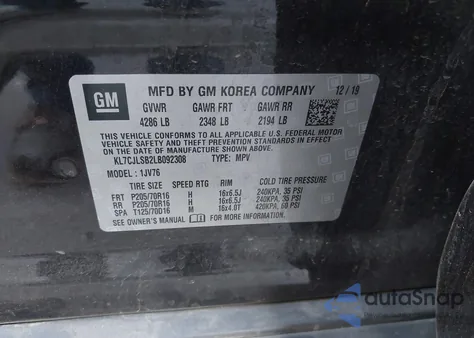 GM MFD BY GM KOREA COMPANY 12/19
GVWR GAWR FRT GAWR RR
4286 LB 2348 LB 2194 LB
THIS VEHICLE CONFORMS TO ALL APPLICABLE U.S. FEDERAL MOTOR
VEHICLE SAFETY AND THEFT PREVENTION STANDARDS IN EFFECT
ON THE DATE OF MANUFACTURE SHOWN ABOVE.
KL7CJLSB2LB092308 TYPE: MPV
MODEL: 1JV76
TIRE SIZE SPEED RTG RIM COLD TIRE PRESSURE
FRT P205/70R16 H 16x6.5J 240KPA, 35 PSI
RR P205/70R16 H 16x6.5J 240KPA, 35 PSI
SPA T125/70D16 M 16x4.0T 420KPA, 60 PSI
SEE OWNER'S MANUAL
autoSnap